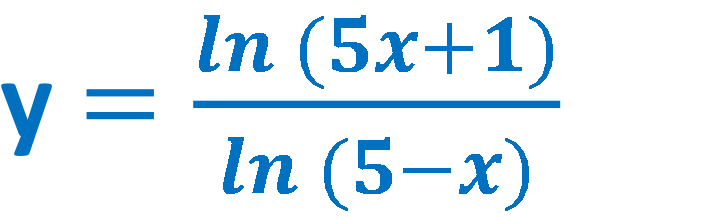 y = ln (5x+1)
ln (5−x)